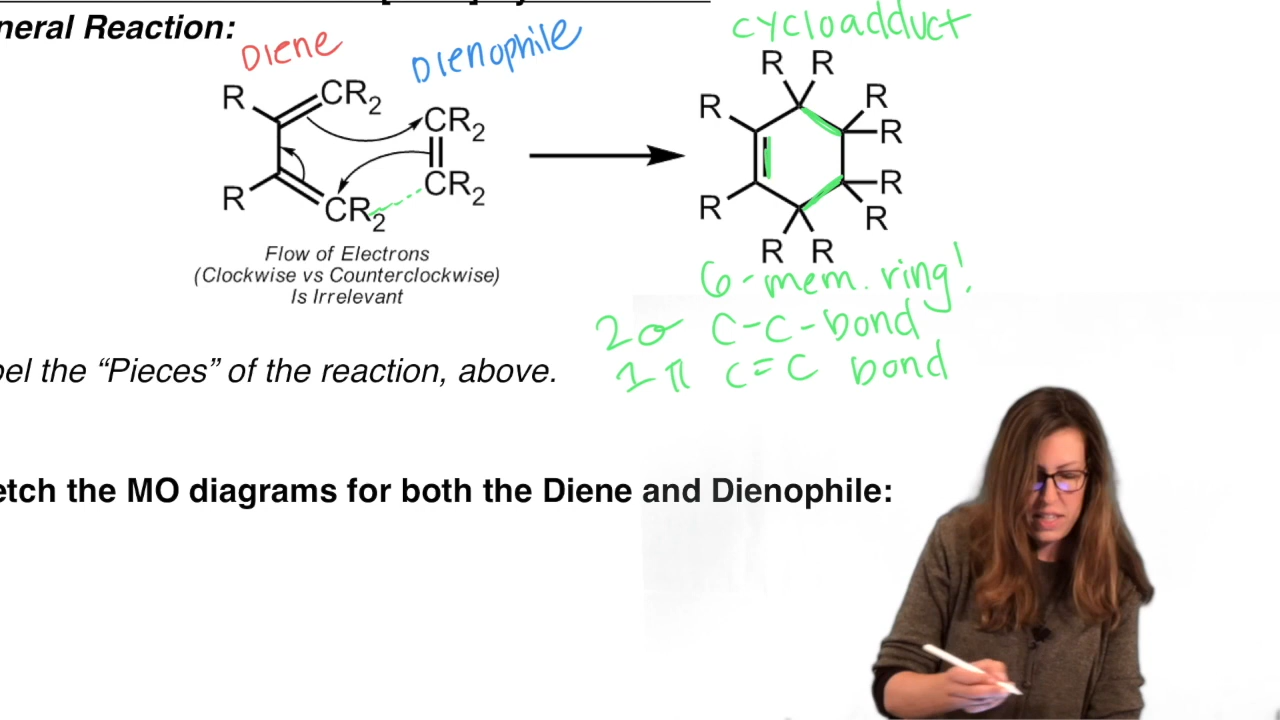 neral Reaction:
Diene
Dienophile
cycloadduct
R CR2
CR2
R CR2
CR2
R R
R R
R
R
R R
R R
Flow of Electrons
(Clockwise vs Counterclockwise)
Is Irrelevant
6-mem. ring!
2σ C-C-bond
1π C=C bond
bel the “Pieces” of the reaction, above.
etch the MO diagrams for both the Diene and Dienophile: